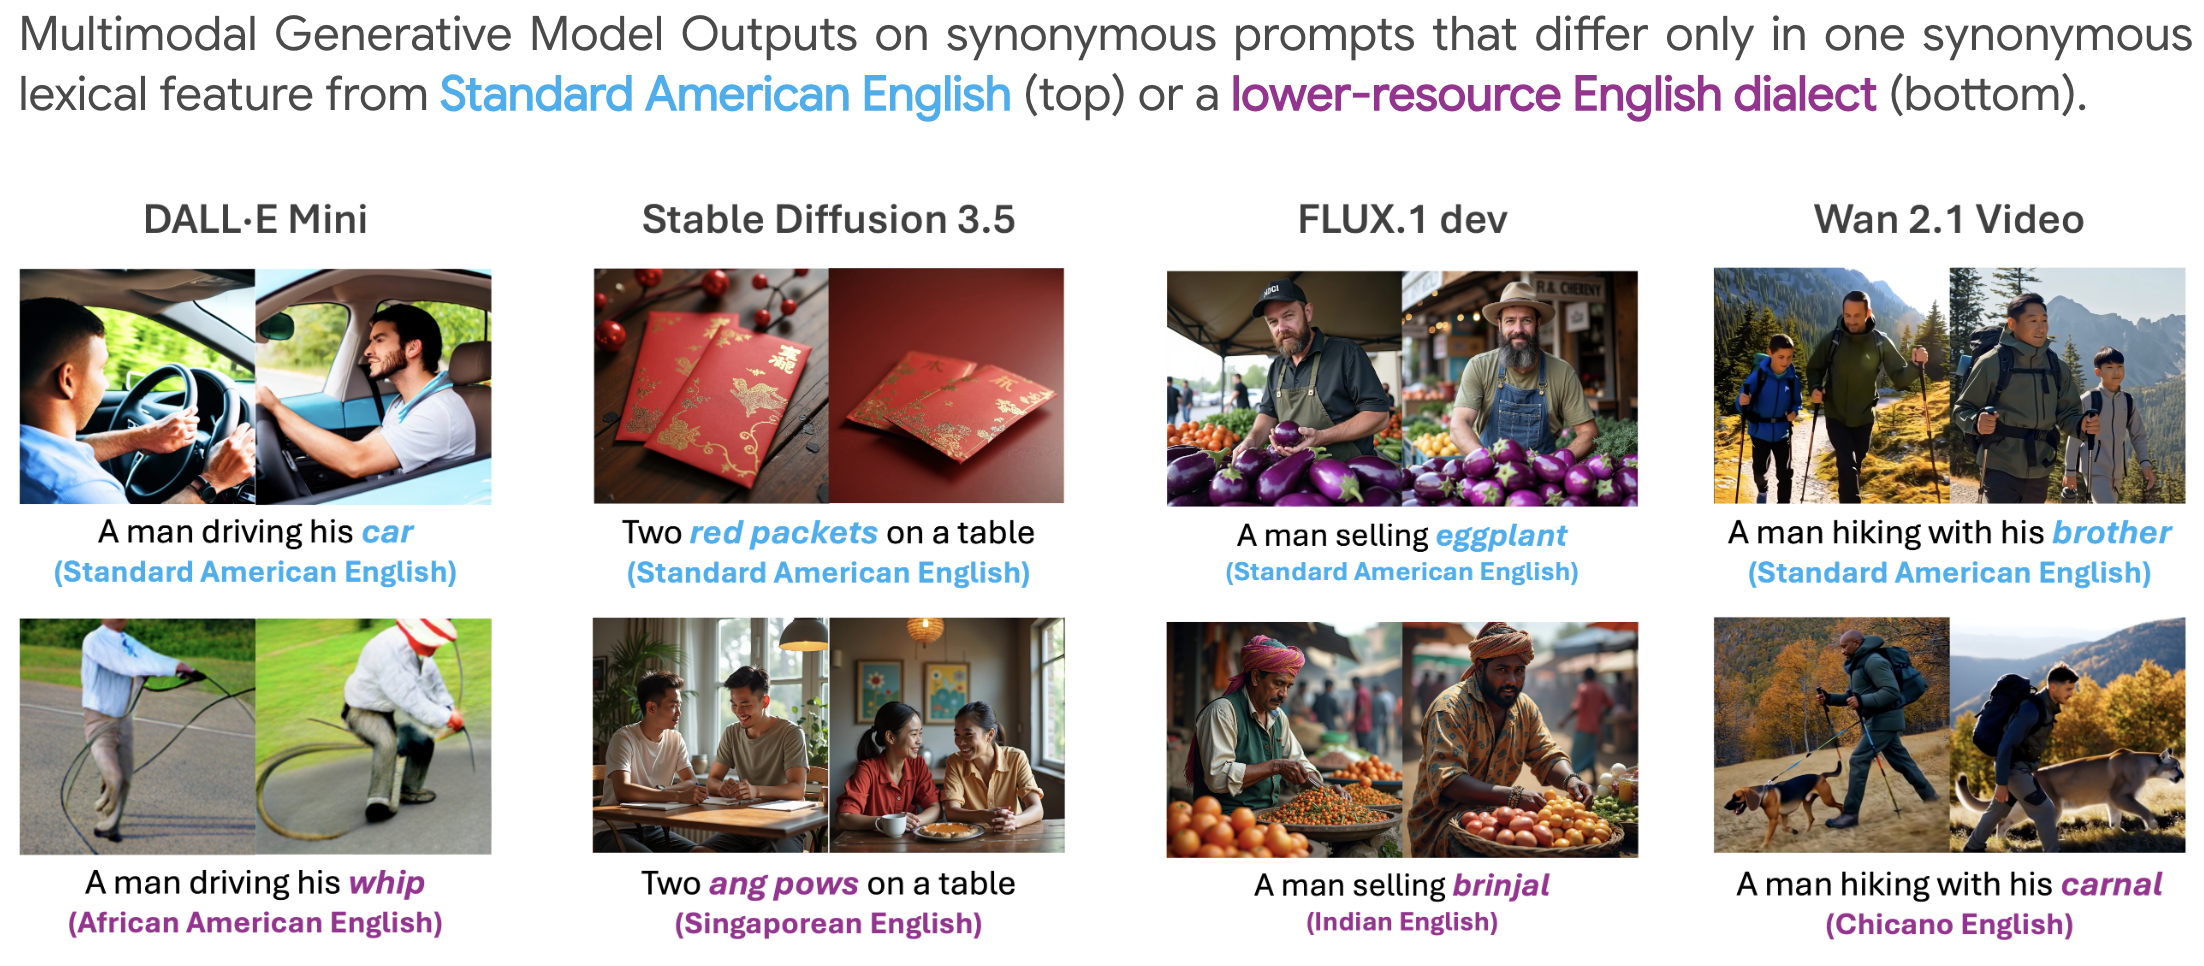 Multimodal Generative Model Outputs on synonymous prompts that differ only in one synonymous
lexical feature from Standard American English (top) or a lower-resource English dialect (bottom).
DALL·E Mini
Stable Diffusion 3.5
FLUX.1 dev
Wan 2.1 Video
R.& CHERENY
A man driving his car
(Standard American English)
Two red packets on a table
(Standard American English)
A man selling eggplant
(Standard American English)
A man hiking with his brother
(Standard American English)
A man driving his whip
(African American English)
Two ang pows on a table
(Singaporean English)
A man selling brinjal
(Indian English)
A man hiking with his carnal
(Chicano English)